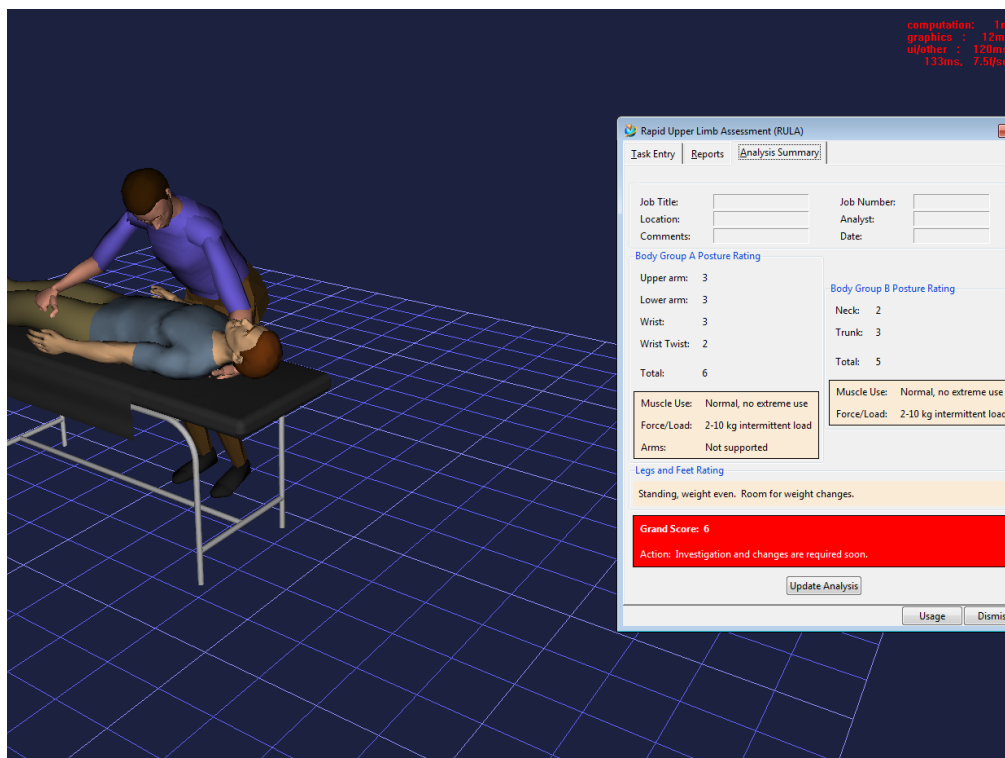 computation:
graphics : 12m
ui/other : 120ms
133ms, 7.50/s
Rapid Upper Limb Assessment (RULA)
Task Entry Reports Analysis Summary
Job Title: Job Number:
Location: Analyst:
Comments: Date:
Body Group A Posture Rating
Upper arm: 3
Lower arm: 3
Wrist: 3
Wrist Twist: 2
Total: 6
Muscle Use: Normal, no extreme use
Force/Load: 2-10 kg intermittent load
Arms: Not supported
Body Group B Posture Rating
Neck: 2
Trunk: 3
Total: 5
Muscle Use: Normal, no extreme use
Force/Load: 2-10 kg intermittent load
Legs and Feet Rating
Standing, weight even. Room for weight changes.
Grand Score: 6
Action: Investigation and changes are required soon.
Update Analysis
Usage Dismis